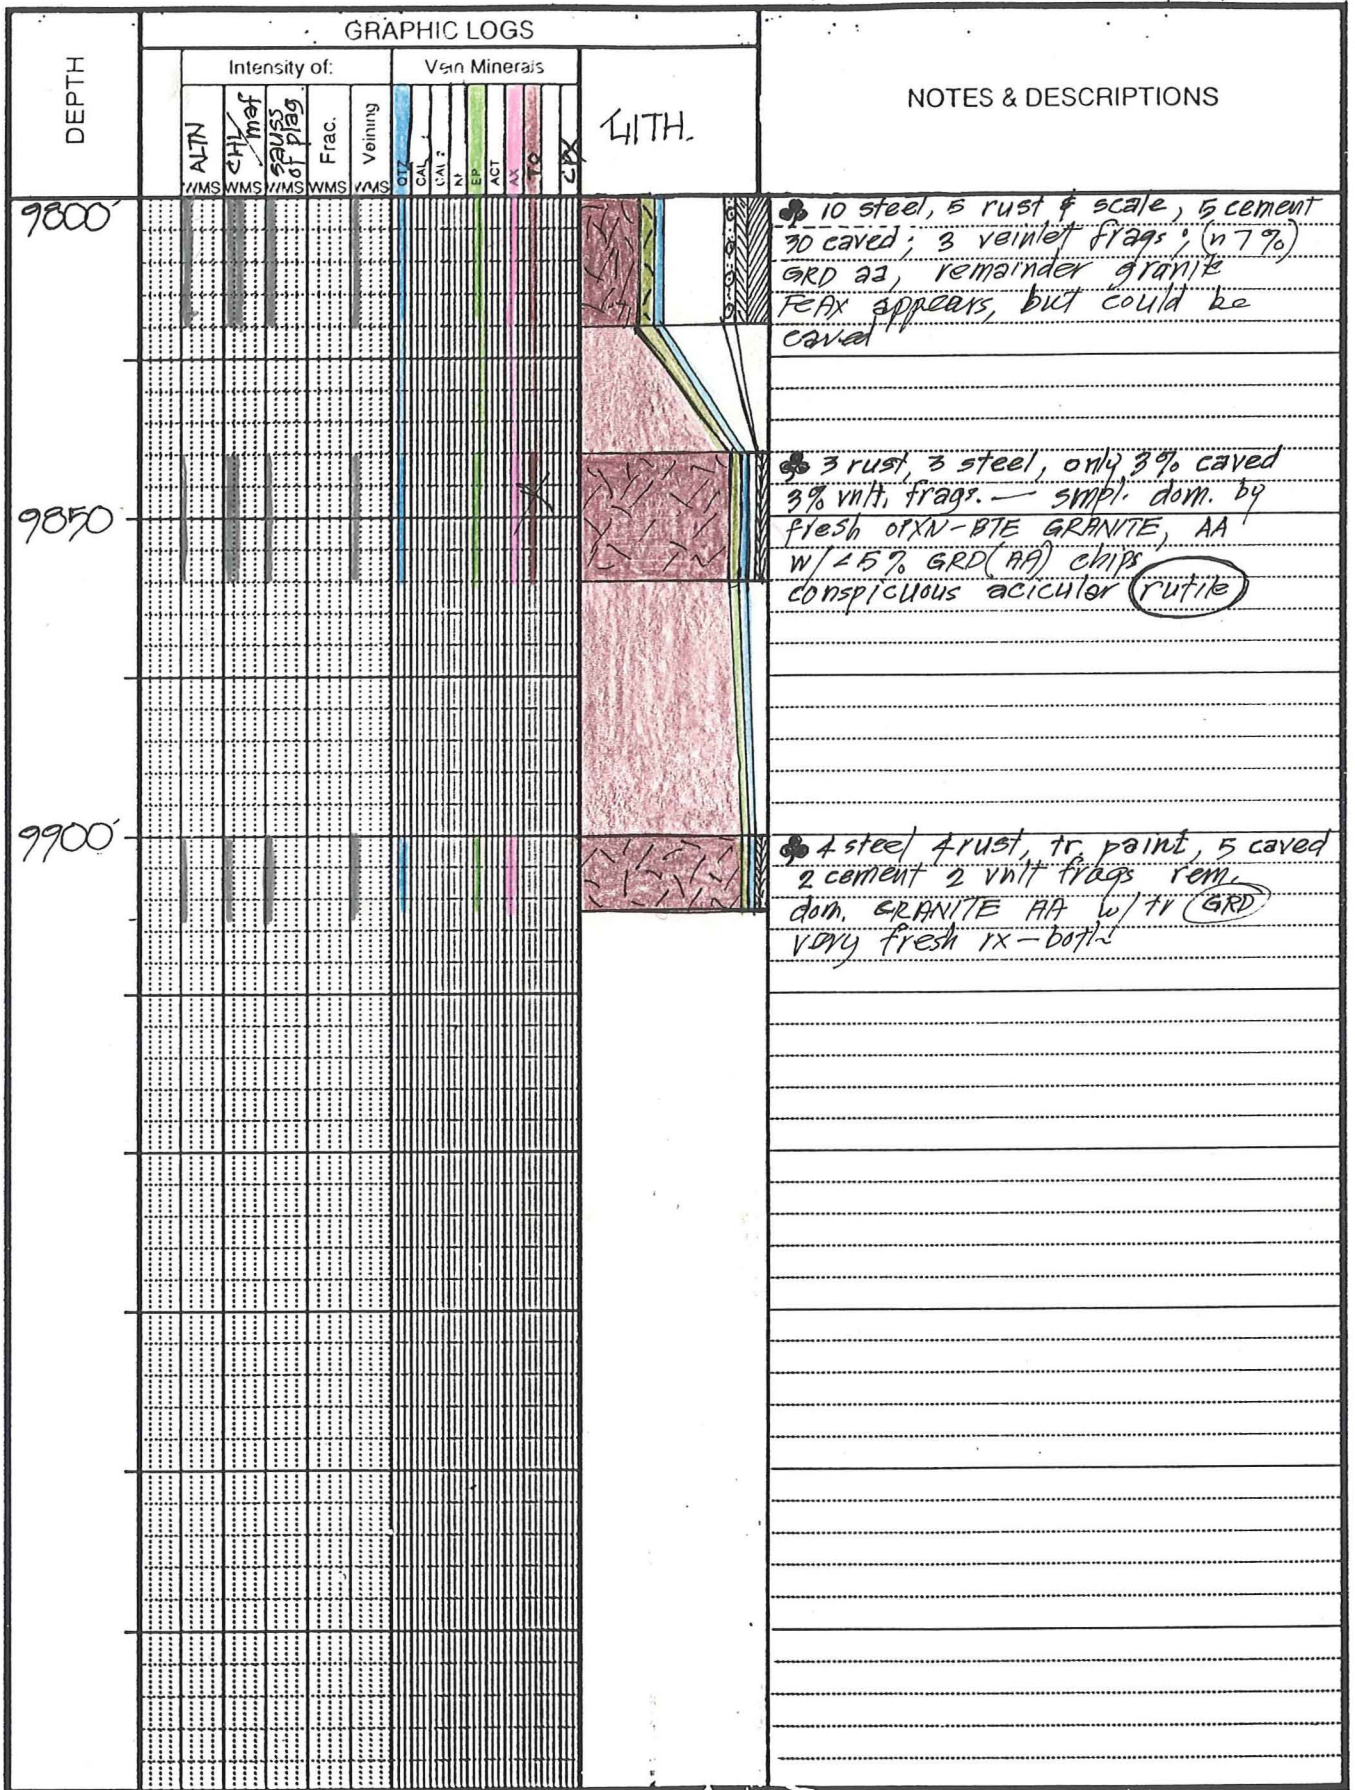 GRAPHIC LOGS
DEPTH
Intensity of:
Vein Minerals
LITH.
NOTES & DESCRIPTIONS
ALTN
CHL/maf
sauss of plag
Frac.
Veining
QTZ
CAL 1
CAL 2
EP
ACT
AX
TO
CPX
WMS WMS WMS WMS WMS
9800'
♣ 10 steel, 5 rust & scale, 5 cement
30 caved; 3 veinlet frags; (n 7%)
GRD aa, remainder granite
FeAx appears, but could be
caved
♣ 3 rust, 3 steel, only 3% caved
3% vnlt. frags. — smpl. dom. by
9850
fresh OPXN-BTE GRANITE, AA
w/ <5% GRD (AA) chips
conspicuous acicular rutile
9900'
♣ 4 steel 4 rust, tr. paint, 5 caved
2 cement 2 vnlt frags rem.
dom. GRANITE AA w/ tr GRD
very fresh rx — both